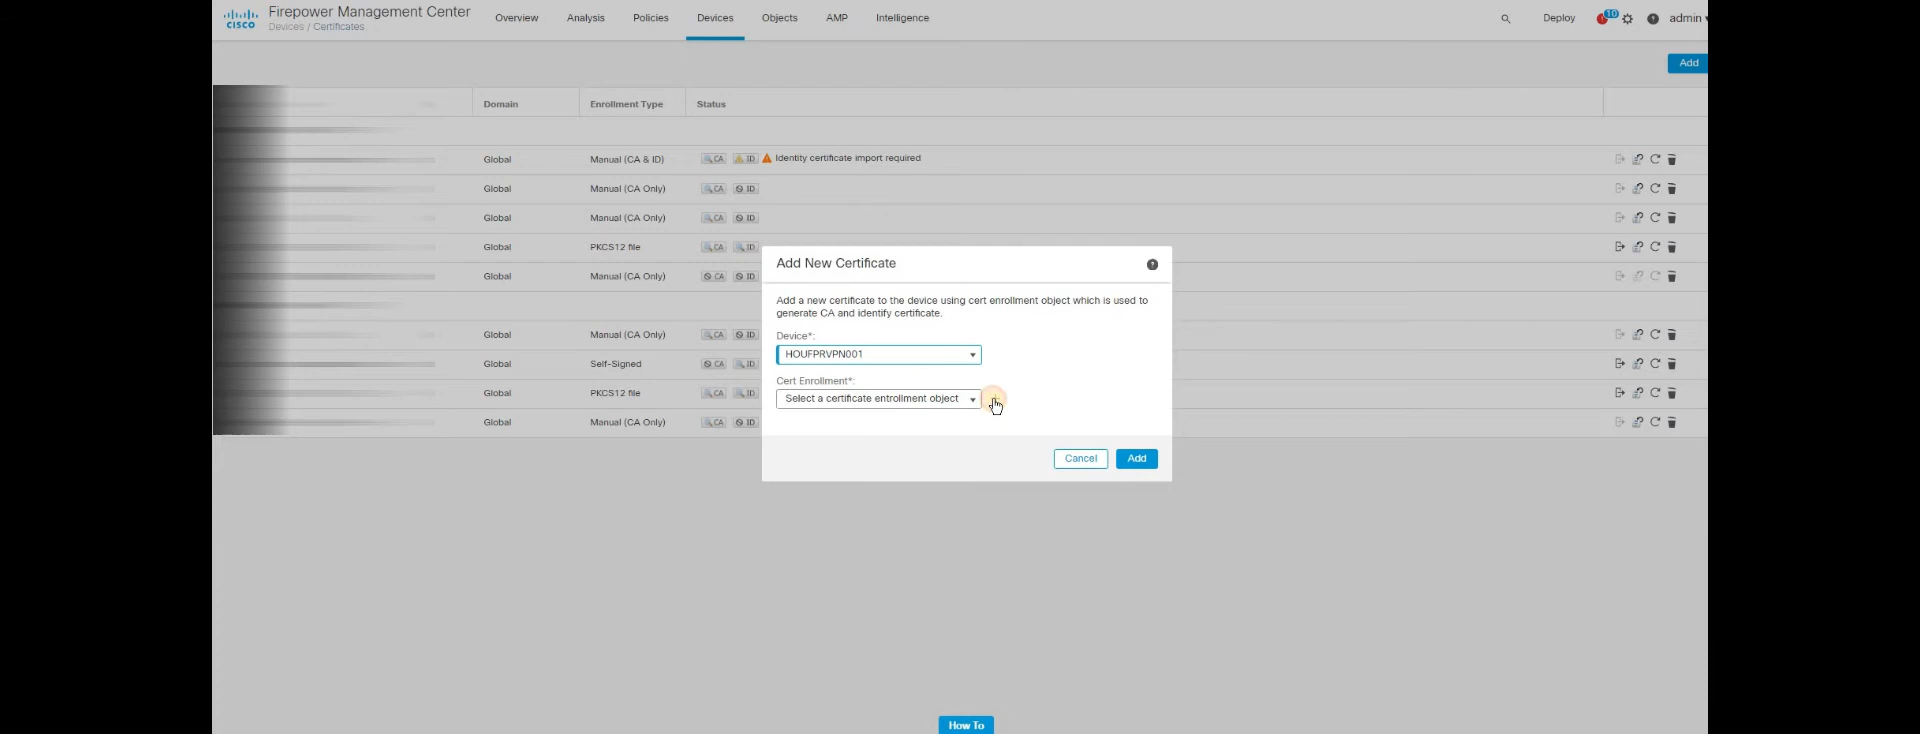 Firepower Management Center
CISCO
Devices / Certificates
Overview
Analysis
Policies
Devices
Objects
AMP
Intelligence
Deploy
10
admin
Add
Domain
Enrollment Type
Status
Global
Manual (CA & ID)
CA
ID
Identity certificate import required
Global
Manual (CA Only)
CA
ID
Global
Manual (CA Only)
CA
ID
Global
PKCS12 file
CA
ID
Global
Manual (CA Only)
CA
ID
Global
Manual (CA Only)
CA
ID
Global
Self-Signed
CA
ID
Global
PKCS12 file
CA
ID
Global
Manual (CA Only)
CA
ID
Add New Certificate
Add a new certificate to the device using cert enrollment object which is used to
generate CA and identify certificate.
Device*:
HOUFPRVPN001
Cert Enrollment*:
Select a certificate entrollment object
Cancel
Add
How To